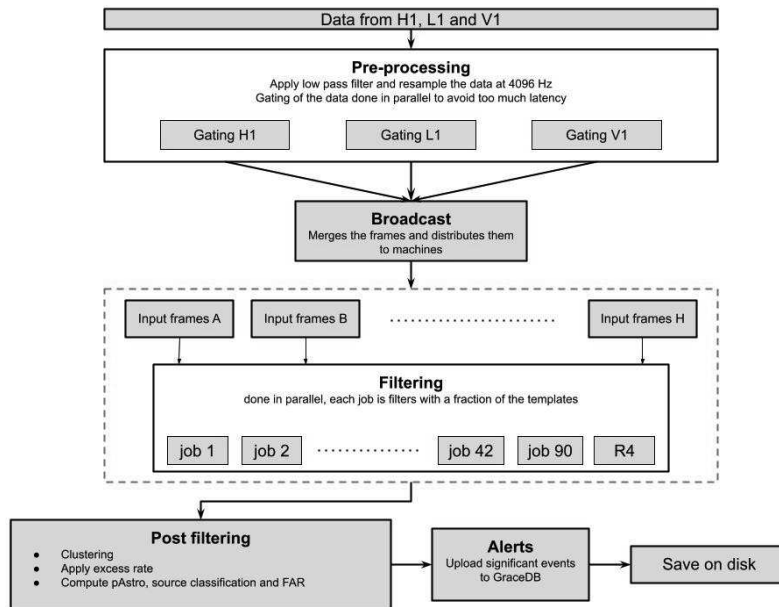 Data from H1, L1 and V1
Pre-processing
Apply low pass filter and resample the data at 4096 Hz
Gating of the data done in parallel to avoid too much latency
Gating H1
Gating L1
Gating V1
Broadcast
Merges the frames and distributes them
to machines
Input frames A
Input frames B
Input frames H
Filtering
done in parallel, each job is filters with a fraction of the templates
job 1
job 2
job 42
job 90
R4
Post filtering
● Clustering
● Apply excess rate
● Compute pAstro, source classification and FAR
Alerts
Upload significant events
to GraceDB
Save on disk